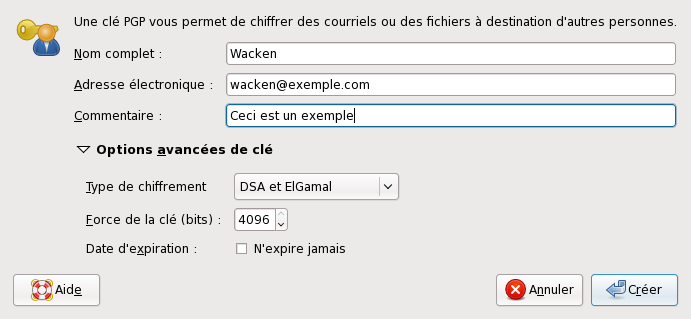 Une clé PGP vous permet de chiffrer des courriels ou des fichiers à destination d'autres personnes.
Nom complet : Wacken
Adresse électronique : wacken@exemple.com
Commentaire : Ceci est un exemple
Options avancées de clé
Type de chiffrement DSA et ElGamal
Force de la clé (bits) : 4096
Date d'expiration : N'expire jamais
Aide Annuler Créer